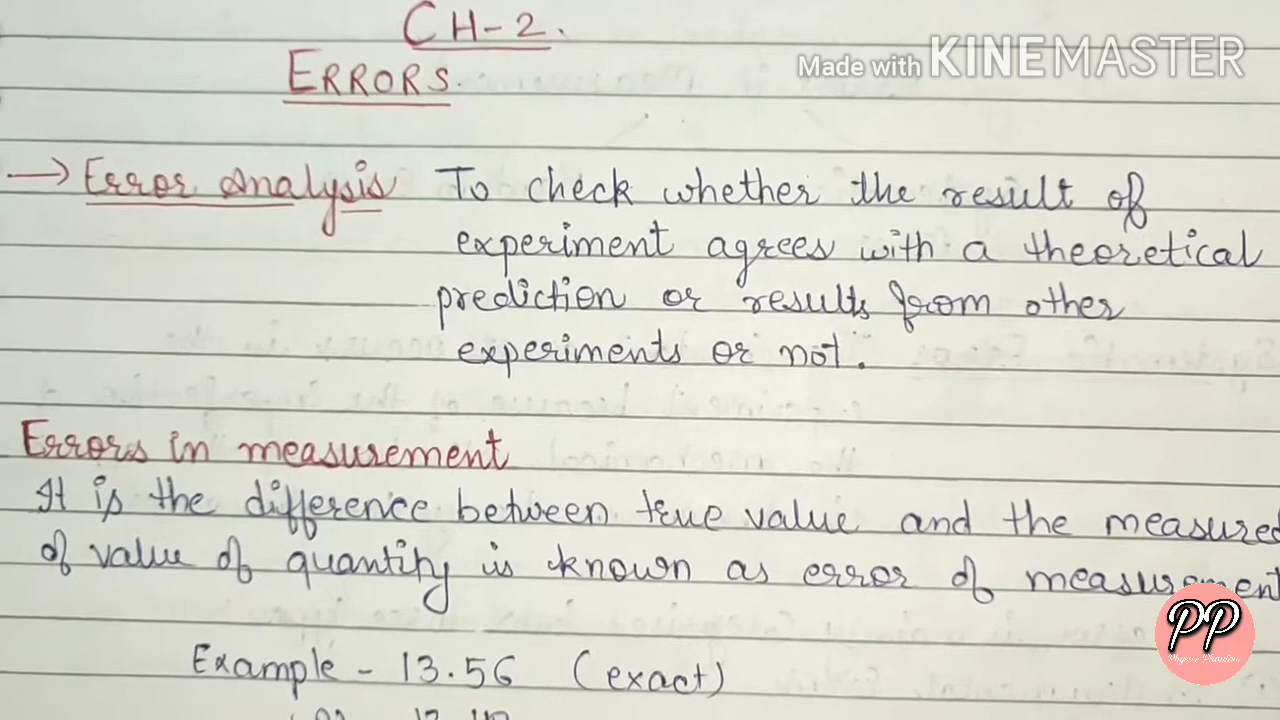 CH-2.
Made with KINEMASTER
ERRORS.
→ Error analysis To check whether the result of
experiment agrees with a theoretical
prediction or results from other
experiments or not.
Errors in measurement
It is the difference between true value and the measured
of value of quantity is known as error of measurement
PP
Example - 13.56 (exact)